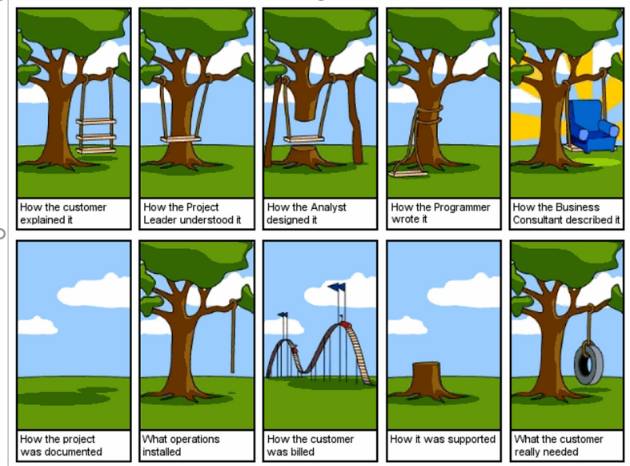 How the customer
explained it
How the Project
Leader understood it
How the Analyst
designed it
How the Programmer
wrote it
How the Business
Consultant described it
How the project
was documented
What operations
installed
How the customer
was billed
How it was supported
What the customer
really needed